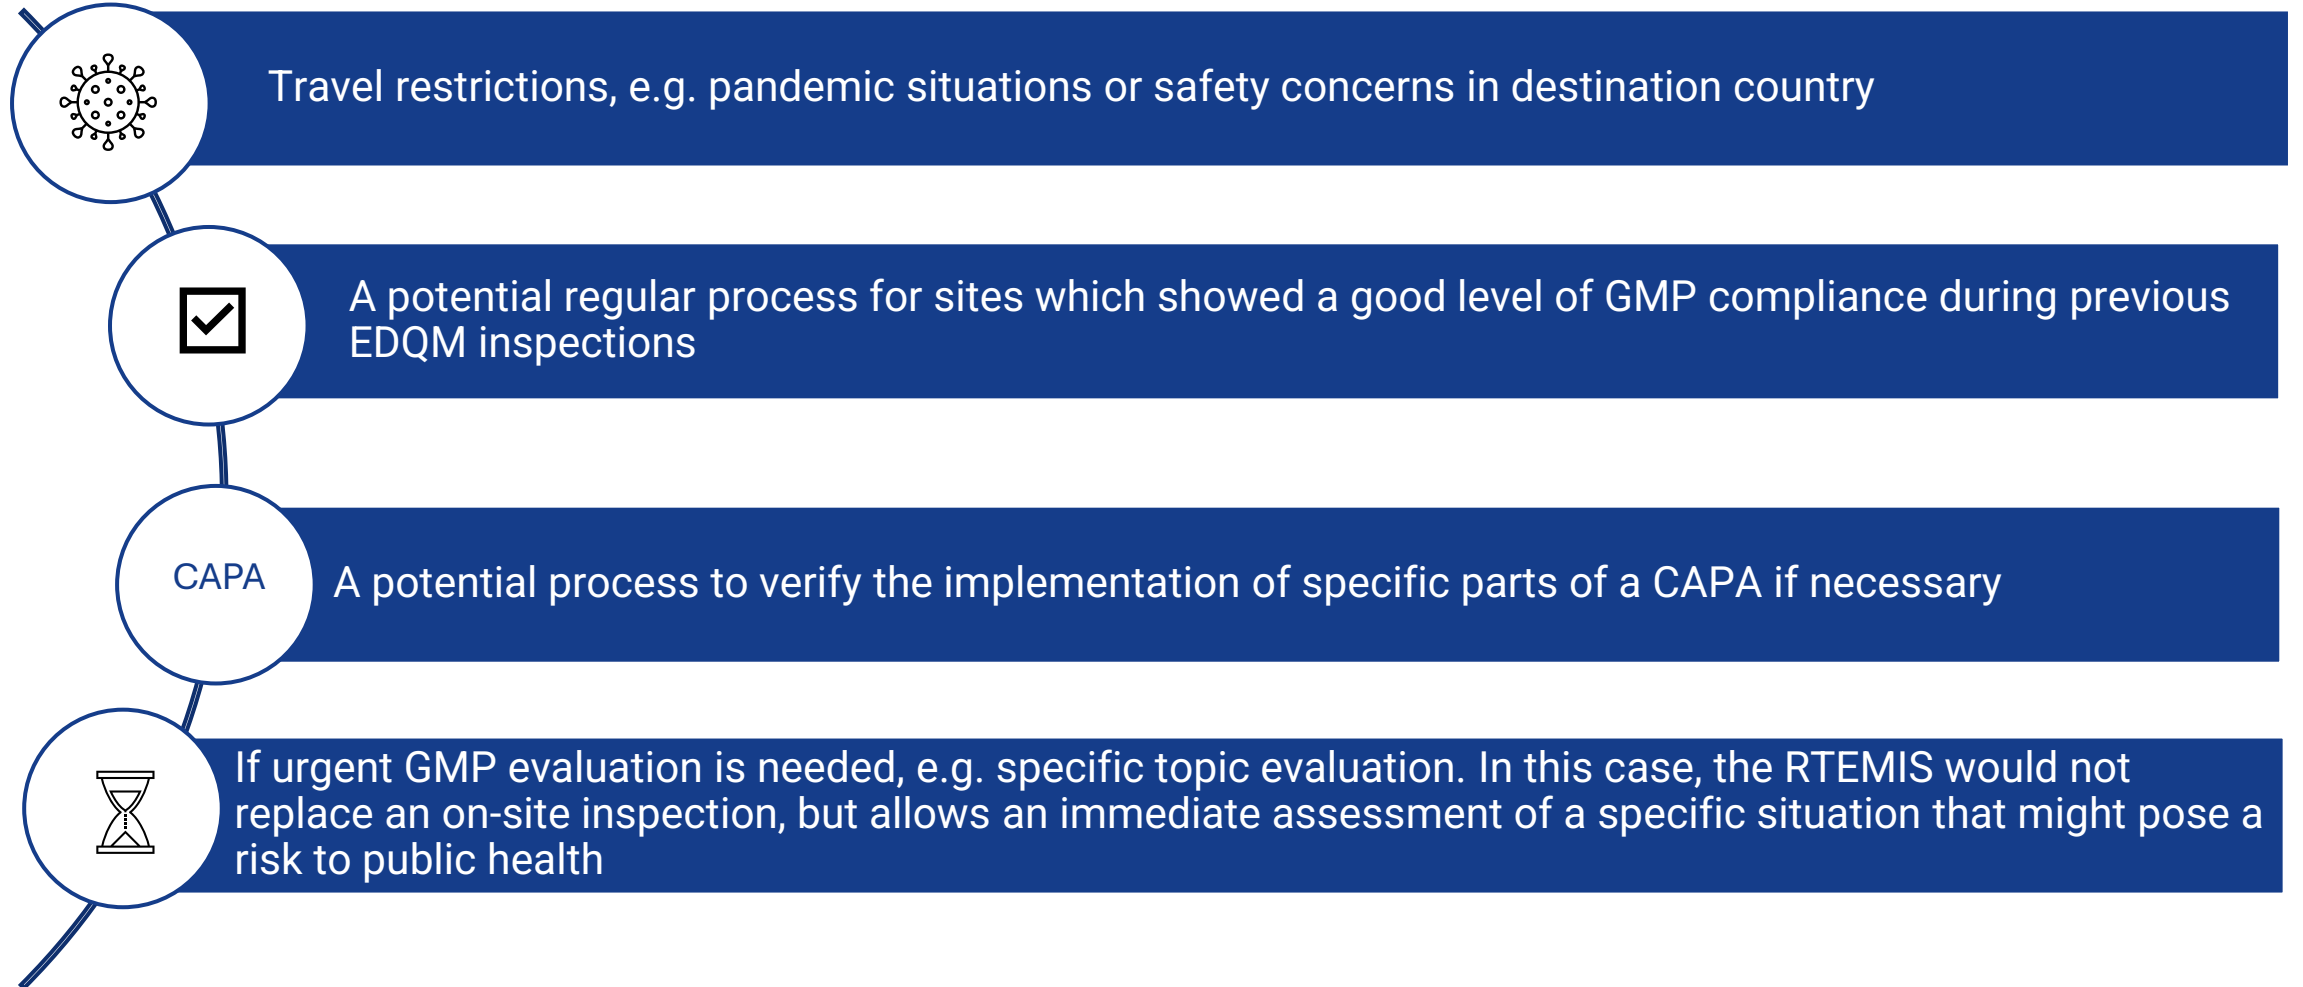 Travel restrictions, e.g. pandemic situations or safety concerns in destination country
A potential regular process for sites which showed a good level of GMP compliance during previous
EDQM inspections
CAPA
A potential process to verify the implementation of specific parts of a CAPA if necessary
If urgent GMP evaluation is needed, e.g. specific topic evaluation. In this case, the RTEMIS would not
replace an on-site inspection, but allows an immediate assessment of a specific situation that might pose a
risk to public health